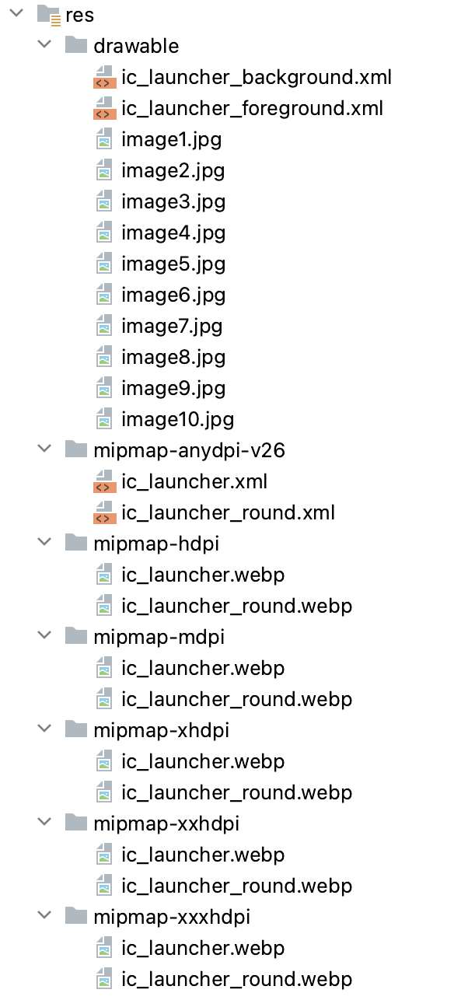 res
drawable
ic_launcher_background.xml
ic_launcher_foreground.xml
image1.jpg
image2.jpg
image3.jpg
image4.jpg
image5.jpg
image6.jpg
image7.jpg
image8.jpg
image9.jpg
image10.jpg
mipmap-anydpi-v26
ic_launcher.xml
ic_launcher_round.xml
mipmap-hdpi
ic_launcher.webp
ic_launcher_round.webp
mipmap-mdpi
ic_launcher.webp
ic_launcher_round.webp
mipmap-xhdpi
ic_launcher.webp
ic_launcher_round.webp
mipmap-xxhdpi
ic_launcher.webp
ic_launcher_round.webp
mipmap-xxxhdpi
ic_launcher.webp
ic_launcher_round.webp